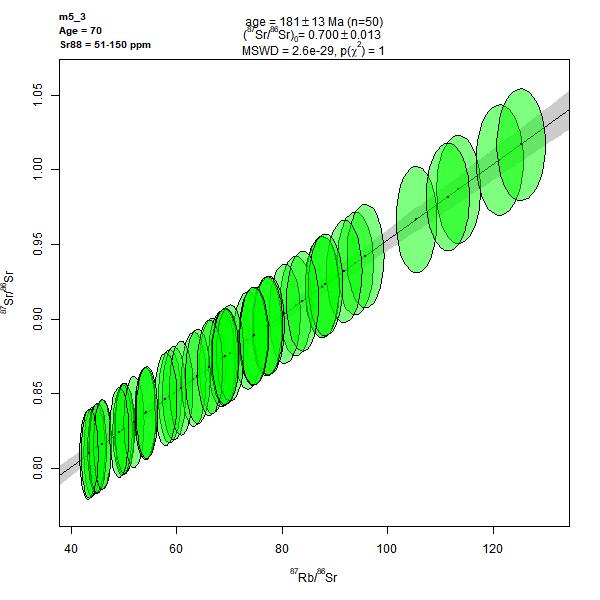 m5_3
Age = 70
Sr88 = 51-150 ppm
age = 181±13 Ma (n=50)
(⁸⁷Sr/⁸⁶Sr)₀= 0.700±0.013
MSWD = 2.6e-29, p(χ²) = 1
1.05
1.00
0.95
0.90
0.85
0.80
⁸⁷Sr/⁸⁶Sr
40 60 80 100 120
⁸⁷Rb/⁸⁶Sr